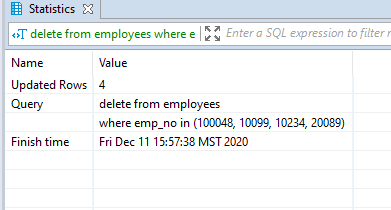 Statistics
delete from employees where e
Enter a SQL expression to filter r
Name Value
Updated Rows 4
Query delete from employees
where emp_no in (100048, 10099, 10234, 20089)
Finish time Fri Dec 11 15:57:38 MST 2020